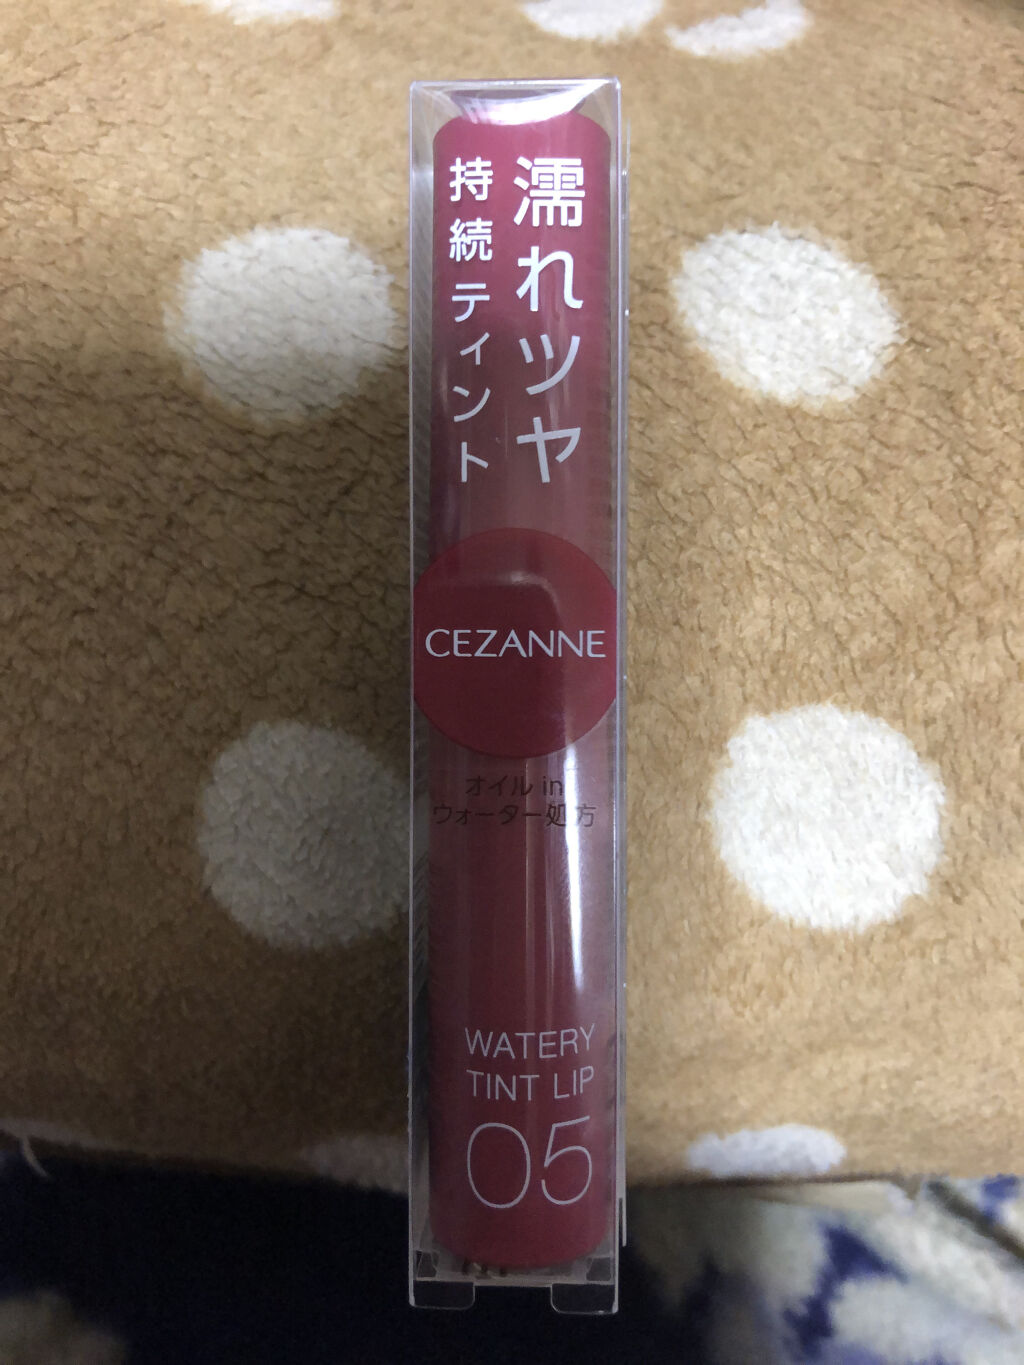 濡れツヤ
持続ティント
CEZANNE
オイル in
ウォーター処方
WATERY
TINT LIP
05